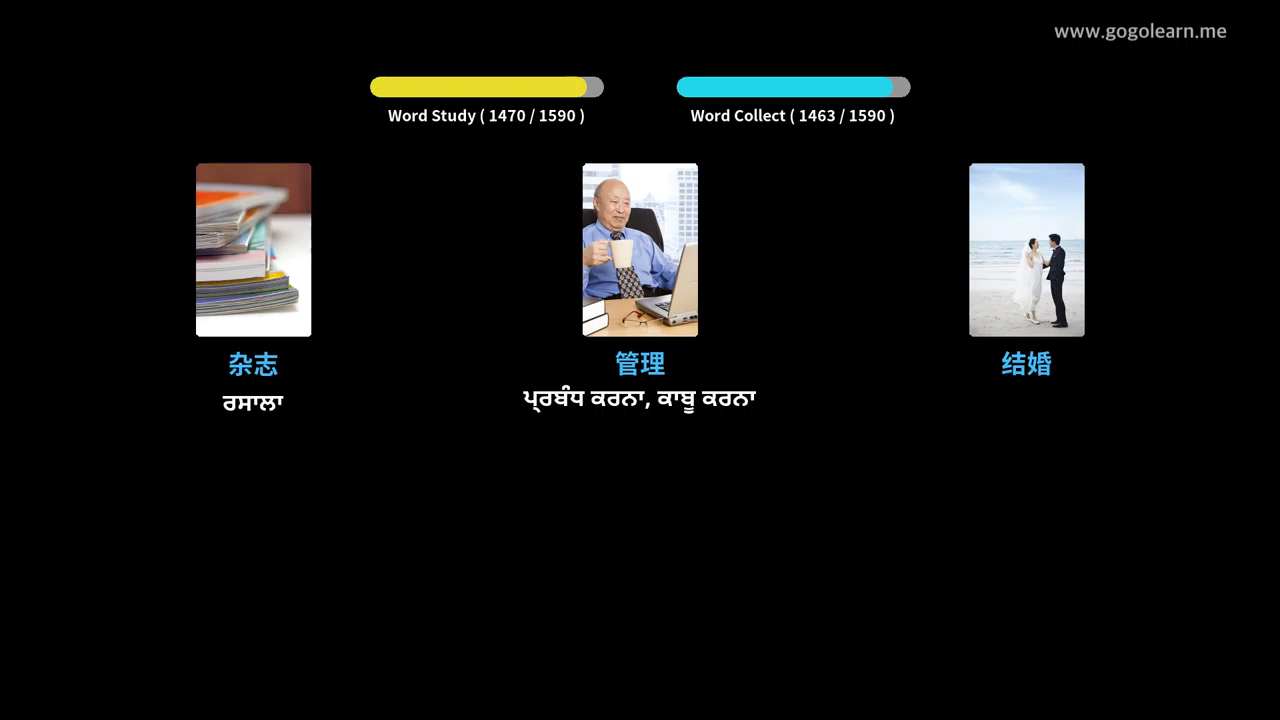 www.gogolearn.me
Word Study ( 1470 / 1590 )
Word Collect ( 1463 / 1590 )
杂志
管理
结婚
ਰਸਾਲਾ
ਪ੍ਰਬੰਧ ਕਰਨਾ, ਕਾਬੂ ਕਰਨਾ